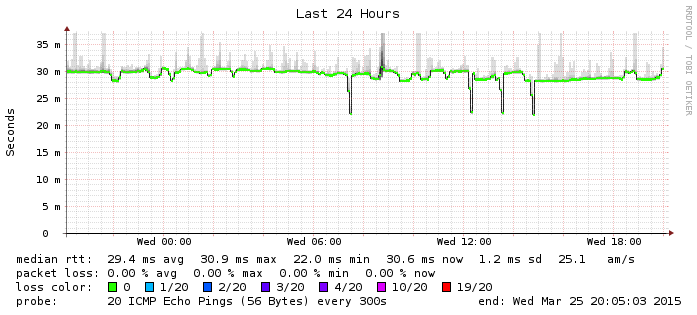 Last 24 Hours
RRDTOOL / TOBI OETIKER
Seconds
35 m
30 m
25 m
20 m
15 m
10 m
5 m
0
Wed 00:00 Wed 06:00 Wed 12:00 Wed 18:00
median rtt: 29.4 ms avg 30.9 ms max 22.0 ms min 30.6 ms now 1.2 ms sd 25.1 am/s
packet loss: 0.00 % avg 0.00 % max 0.00 % min 0.00 % now
loss color: 0 1/20 2/20 3/20 4/20 10/20 19/20
probe: 20 ICMP Echo Pings (56 Bytes) every 300s end: Wed Mar 25 20:05:03 2015